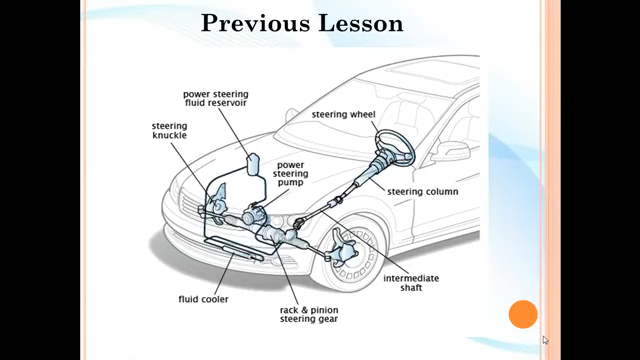 Previous Lesson
power steering
fluid reservoir
steering wheel
steering
knuckle
power
steering
pump
steering column
intermediate
shaft
fluid cooler
rack & pinion
steering gear